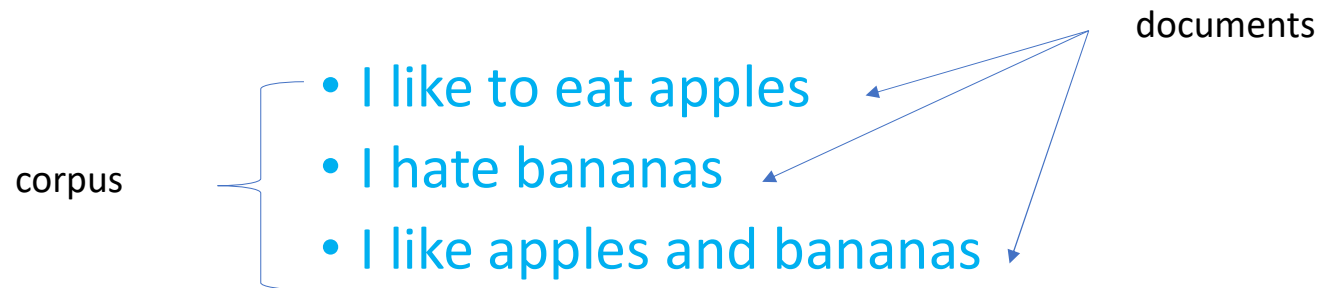 documents
• I like to eat apples
• I hate bananas
corpus
• I like apples and bananas